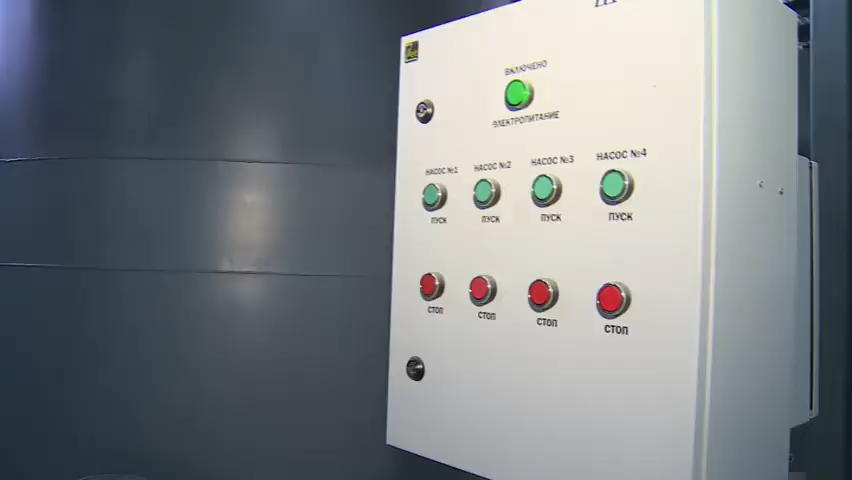 ВКЛЮЧЕНО
ЭЛЕКТРОПИТАНИЕ
НАСОС №1 НАСОС №2 НАСОС №3 НАСОС №4
ПУСК ПУСК ПУСК ПУСК
СТОП СТОП СТОП СТОП